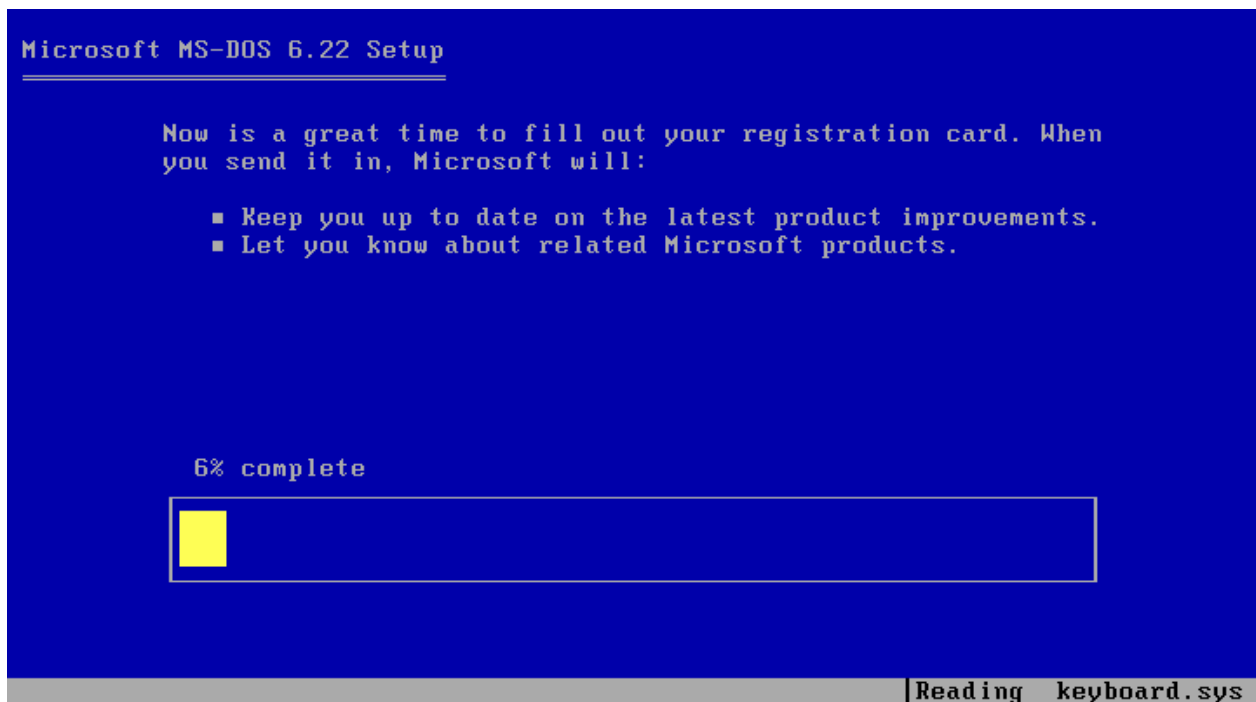 Microsoft MS-DOS 6.22 Setup
Now is a great time to fill out your registration card. When
you send it in, Microsoft will:
■ Keep you up to date on the latest product improvements.
■ Let you know about related Microsoft products.
6% complete
Reading keyboard.sys